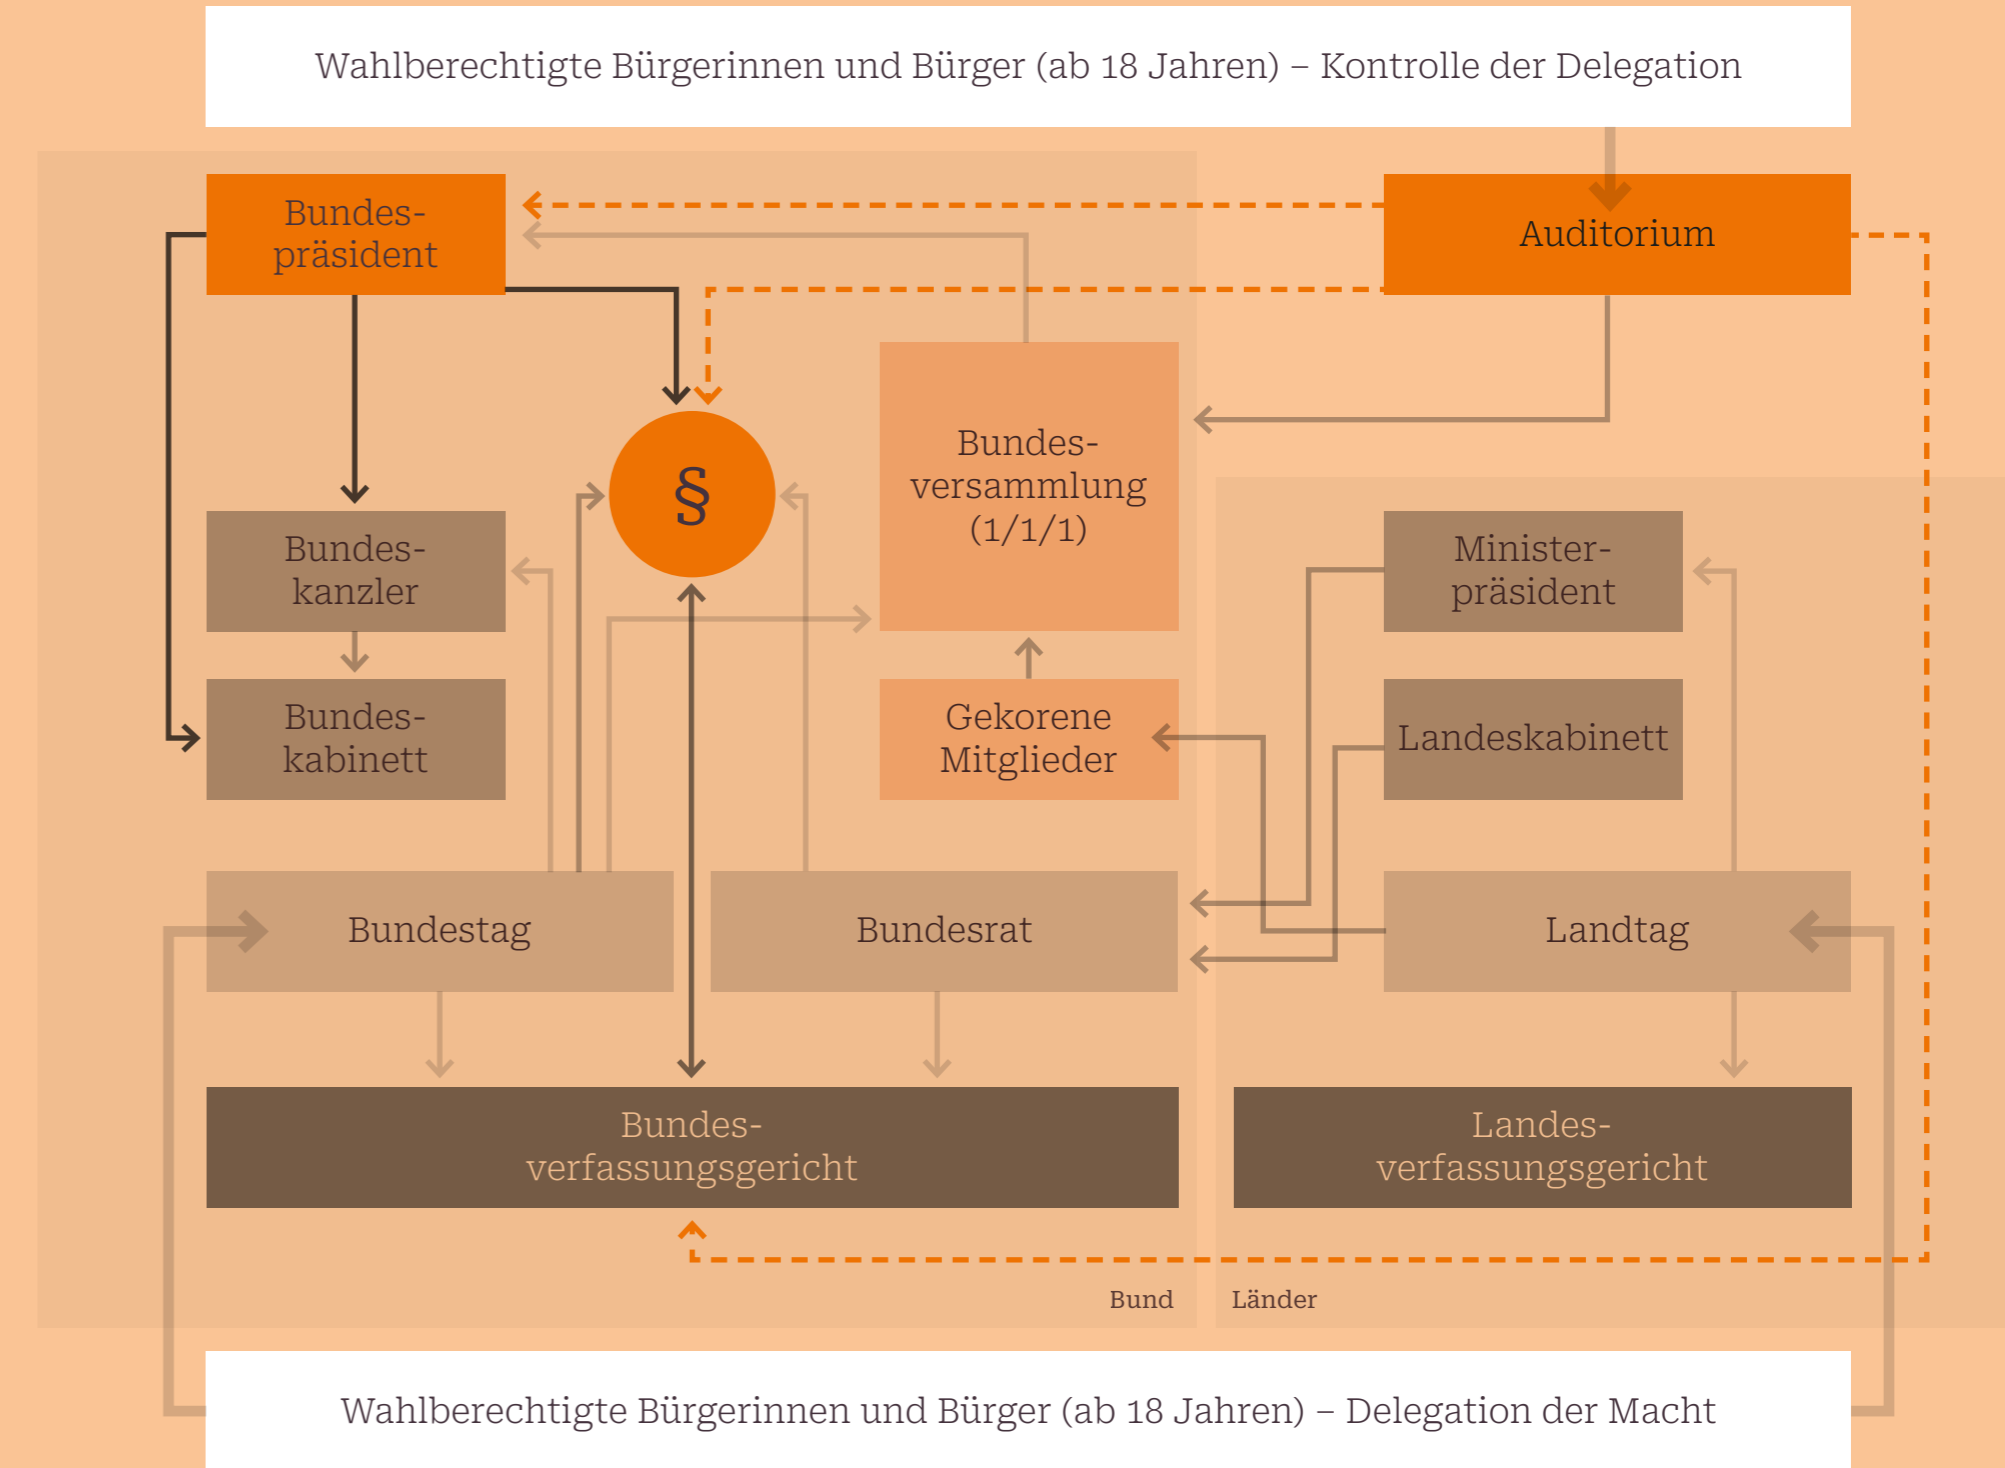 Wahlberechtigte Bürgerinnen und Bürger (ab 18 Jahren) – Kontrolle der Delegation
Bundes-
präsident
Auditorium
§
Bundes-
versammlung
(1/1/1)
Bundes-
kanzler
Minister-
präsident
Bundes-
kabinett
Gekorene
Mitglieder
Landeskabinett
Bundestag
Bundesrat
Landtag
Bundes-
verfassungsgericht
Landes-
verfassungsgericht
Bund
Länder
Wahlberechtigte Bürgerinnen und Bürger (ab 18 Jahren) – Delegation der Macht